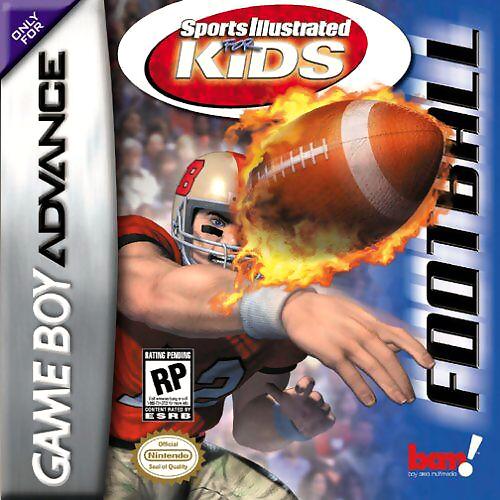 ONLY
FOR
GAME BOY ADVANCE
Sports Illustrated
FOR
KIDS
FOOTBALL
8
RATING PENDING
RP
CONTENT RATED BY
ESRB
Official
Nintendo
Seal of Quality
bam!
bay area multimedia